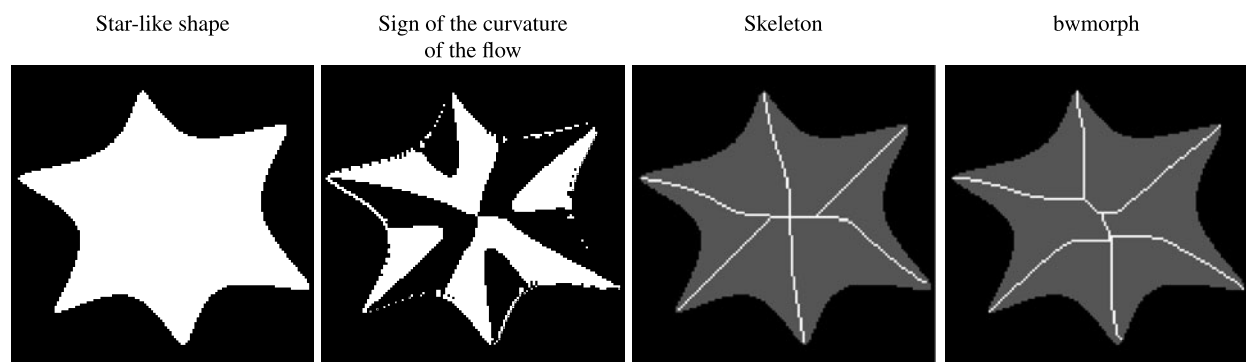 Star-like shape
Sign of the curvature
of the flow
Skeleton
bwmorph